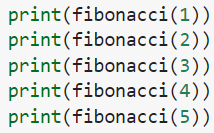 print(fibonacci(1))
print(fibonacci(2))
print(fibonacci(3))
print(fibonacci(4))
print(fibonacci(5))